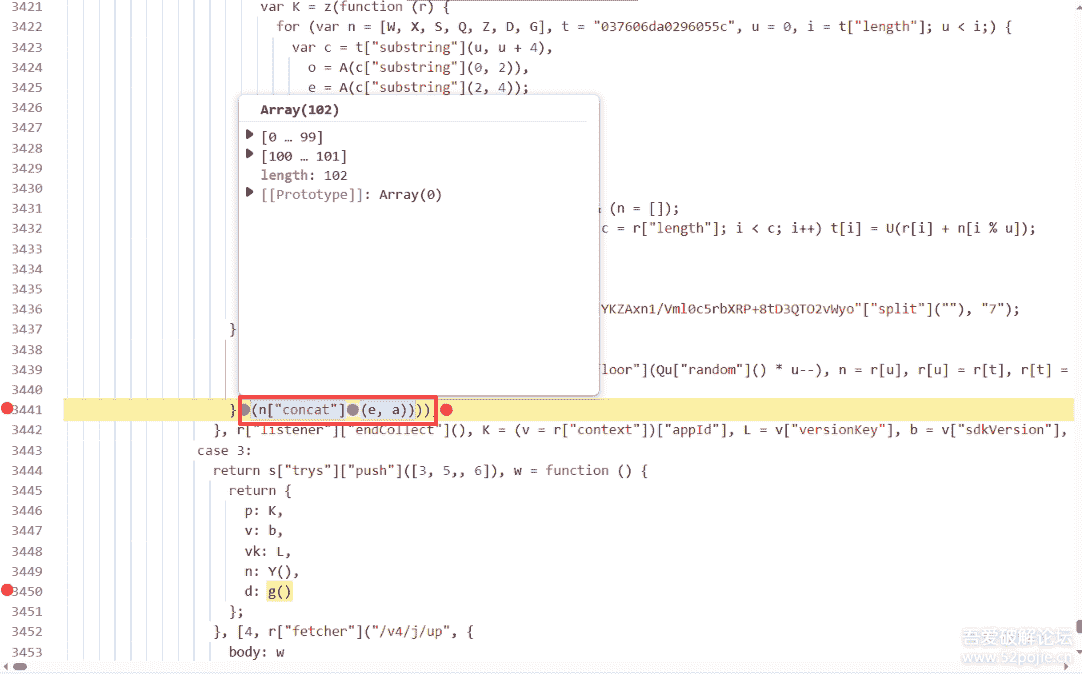 3421 var K = z(function (r) {
3422 for (var n = [W, X, S, Q, Z, D, G], t = "037606da0296055c", u = 0, i = t["length"]; u < i;) {
3423 var c = t["substring"](u, u + 4),
3424 o = A(c["substring"](0, 2)),
3425 e = A(c["substring"](2, 4));
3426
Array(102)
3427
[0 … 99]
3428
[100 … 101]
3429
length: 102
3430
[[Prototype]]: Array(0)
3431 (n = []);
3432 c = r["length"]; i < c; i++) t[i] = U(r[i] + n[i % u]);
3433
3434
3435
3436 YKZAxn1/Vml0c5rbXRP+8tD3QTO2vWyo"["split"](""), "7");
3437 }
3438
3439 loor"](Qu["random"]() * u--), n = r[u], r[u] = r[t], r[t] =
3440
3441 } (n["concat"] (e, a))))
3442 }, r["listener"]["endCollect"](), K = (v = r["context"])["appId"], L = v["versionKey"], b = v["sdkVersion"],
3443 case 3:
3444 return s["trys"]["push"]([3, 5,, 6]), w = function () {
3445 return {
3446 p: K,
3447 v: b,
3448 vk: L,
3449 n: Y(),
3450 d: g()
3451 };
3452 }, [4, r["fetcher"]("/v4/j/up", {
3453 body: w
吾爱破解论坛
www.52pojie.cn